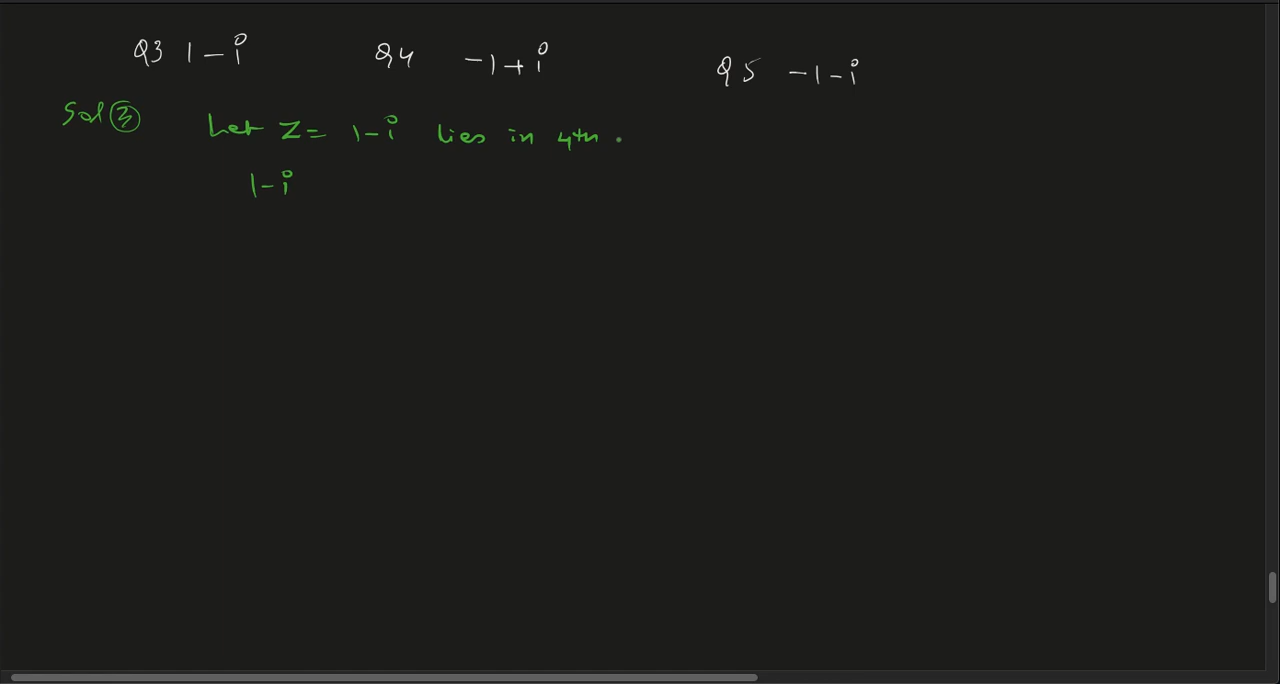 Q3 1-i Q4 -1+i Q5 -1-i
Sol ③ Let Z = 1-i lies in 4th .
1-i